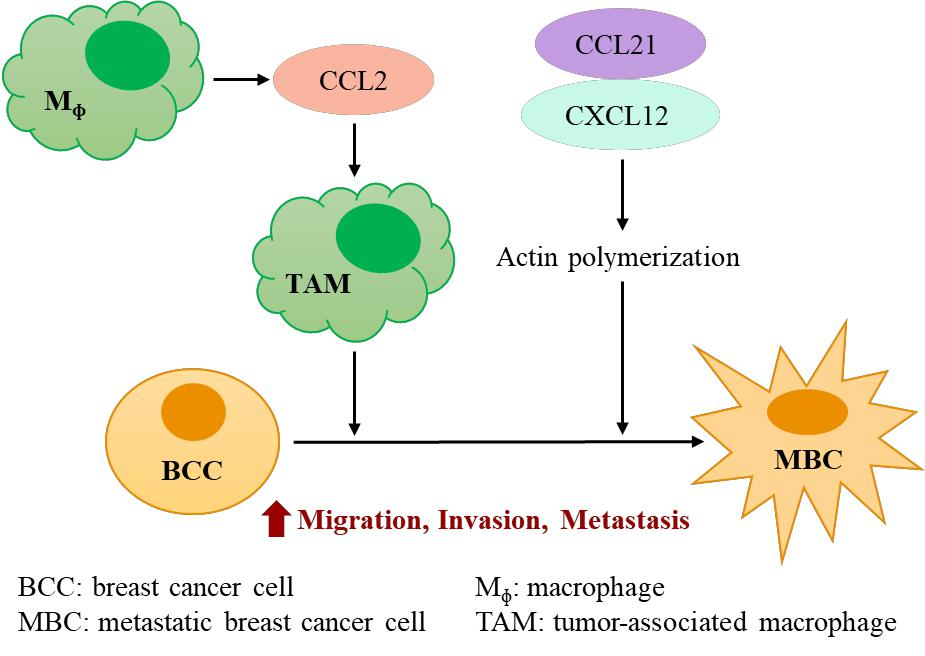 CCL21
CCL2
Mϕ
CXCL12
Actin polymerization
TAM
BCC
MBC
Migration, Invasion, Metastasis
BCC: breast cancer cell
Mϕ: macrophage
MBC: metastatic breast cancer cell
TAM: tumor-associated macrophage